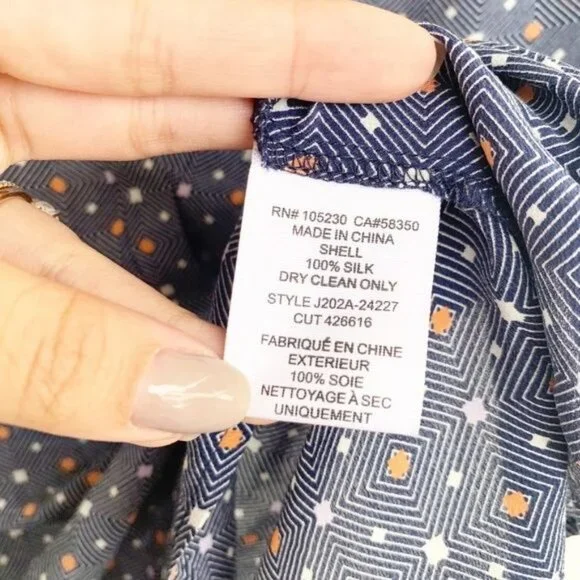 RN# 105230 CA#58350
MADE IN CHINA
SHELL
100% SILK
DRY CLEAN ONLY
STYLE J202A-24227
CUT 426616
FABRIQUÉ EN CHINE
EXTERIEUR
100% SOIE
NETTOYAGE À SEC
UNIQUEMENT